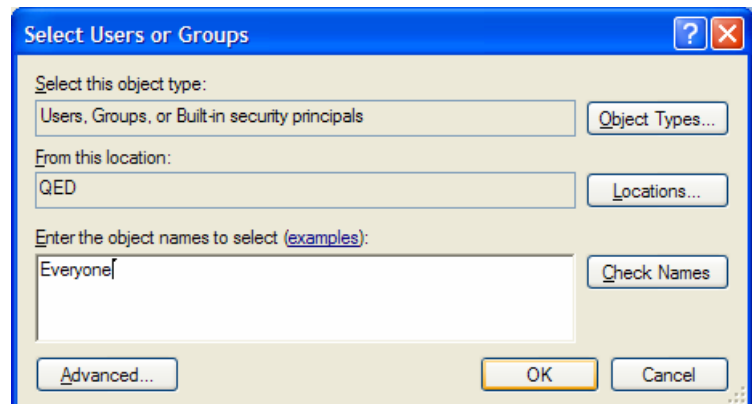 Select Users or Groups
Select this object type:
Users, Groups, or Built-in security principals
Object Types...
From this location:
QED
Locations...
Enter the object names to select (examples):
Everyone
Check Names
Advanced...
OK
Cancel